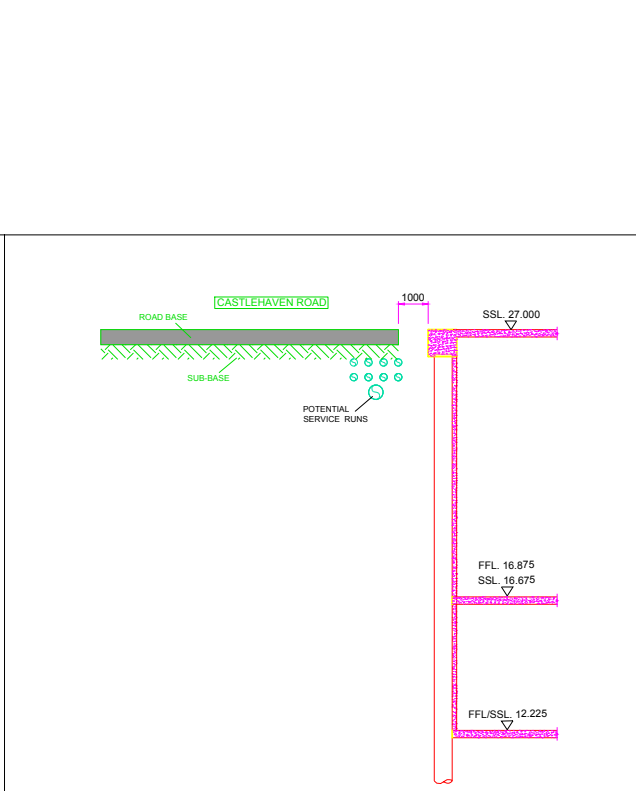 1000
CASTLEHAVEN ROAD
SSL. 27.000
ROAD BASE
SUB-BASE
POTENTIAL
SERVICE RUNS
FFL. 16.875
SSL. 16.675
FFL/SSL. 12.225